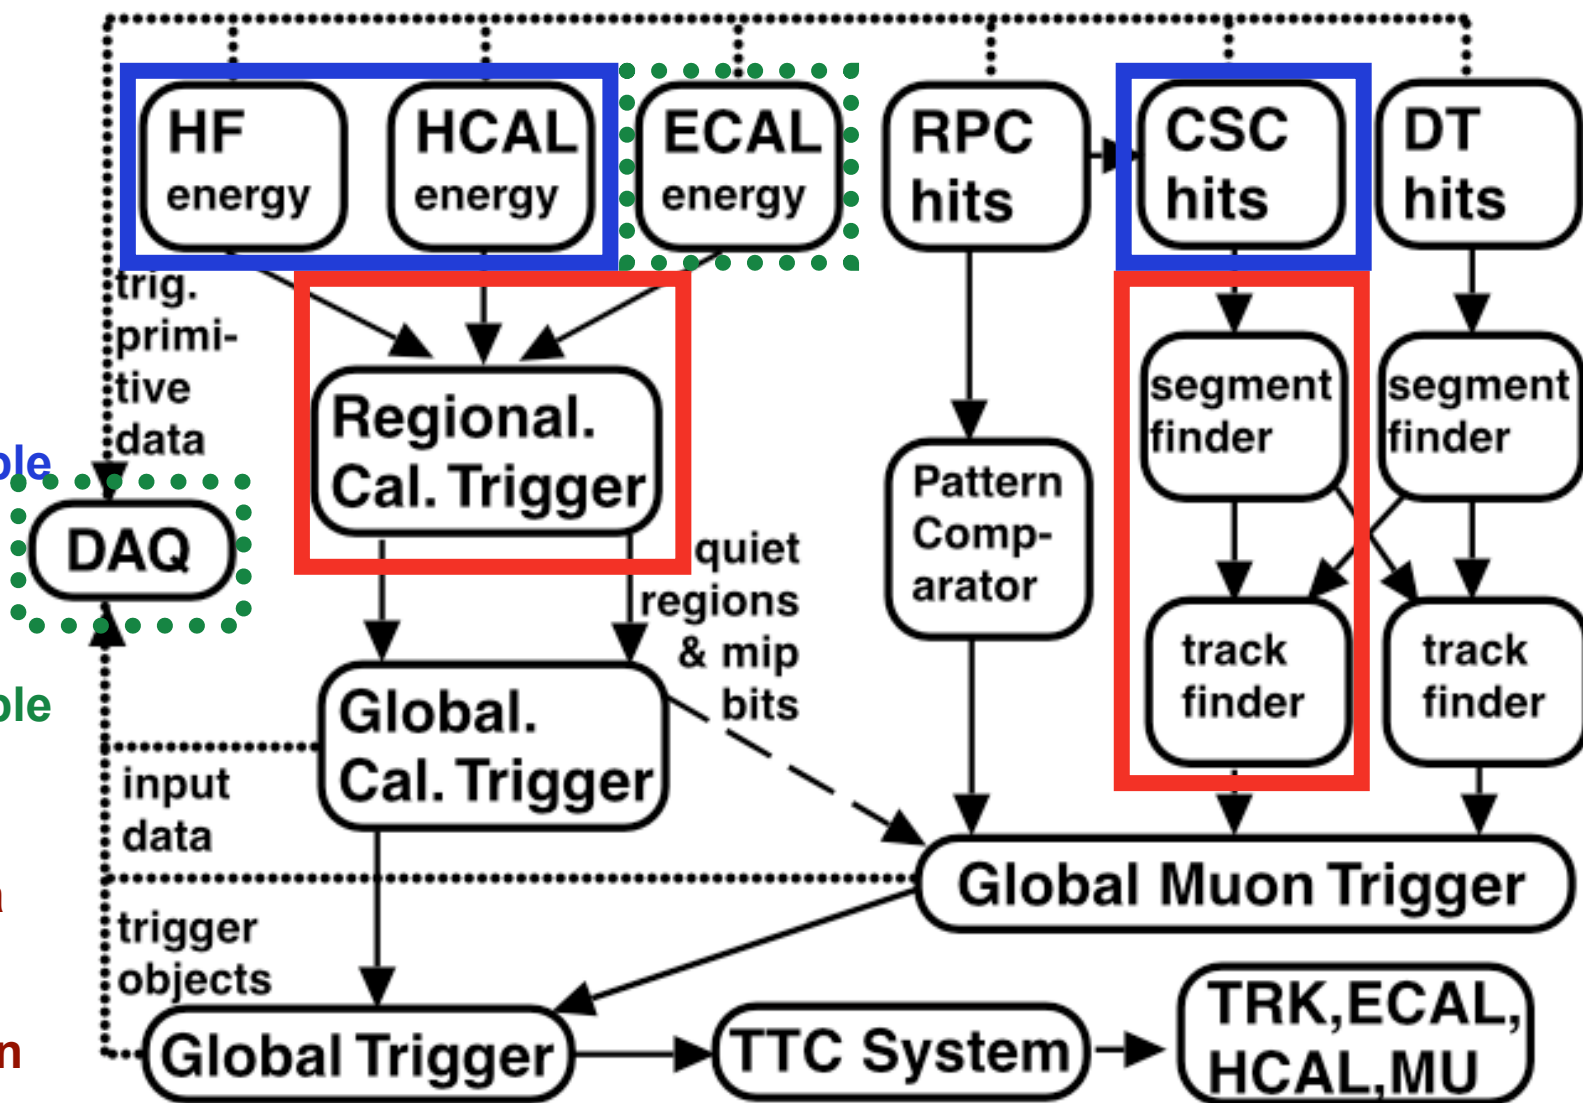 HF
energy
HCAL
energy
ECAL
energy
RPC
hits
CSC
hits
DT
hits
trig.
primi-
tive
data
Regional.
Cal. Trigger
segment
finder
segment
finder
Pattern
Comp-
arator
DAQ
quiet
regions
& mip
bits
track
finder
track
finder
Global.
Cal. Trigger
input
data
Global Muon Trigger
trigger
objects
Global Trigger
TTC System
TRK,ECAL,
HCAL,MU